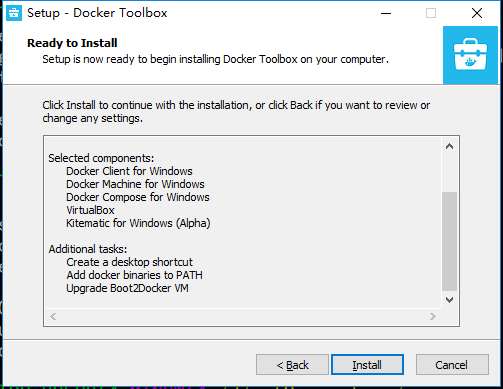 Setup - Docker Toolbox
Ready to Install
Setup is now ready to begin installing Docker Toolbox on your computer.
Click Install to continue with the installation, or click Back if you want to review or
change any settings.
Selected components:
Docker Client for Windows
Docker Machine for Windows
Docker Compose for Windows
VirtualBox
Kitematic for Windows (Alpha)
Additional tasks:
Create a desktop shortcut
Add docker binaries to PATH
Upgrade Boot2Docker VM
< Back
Install
Cancel